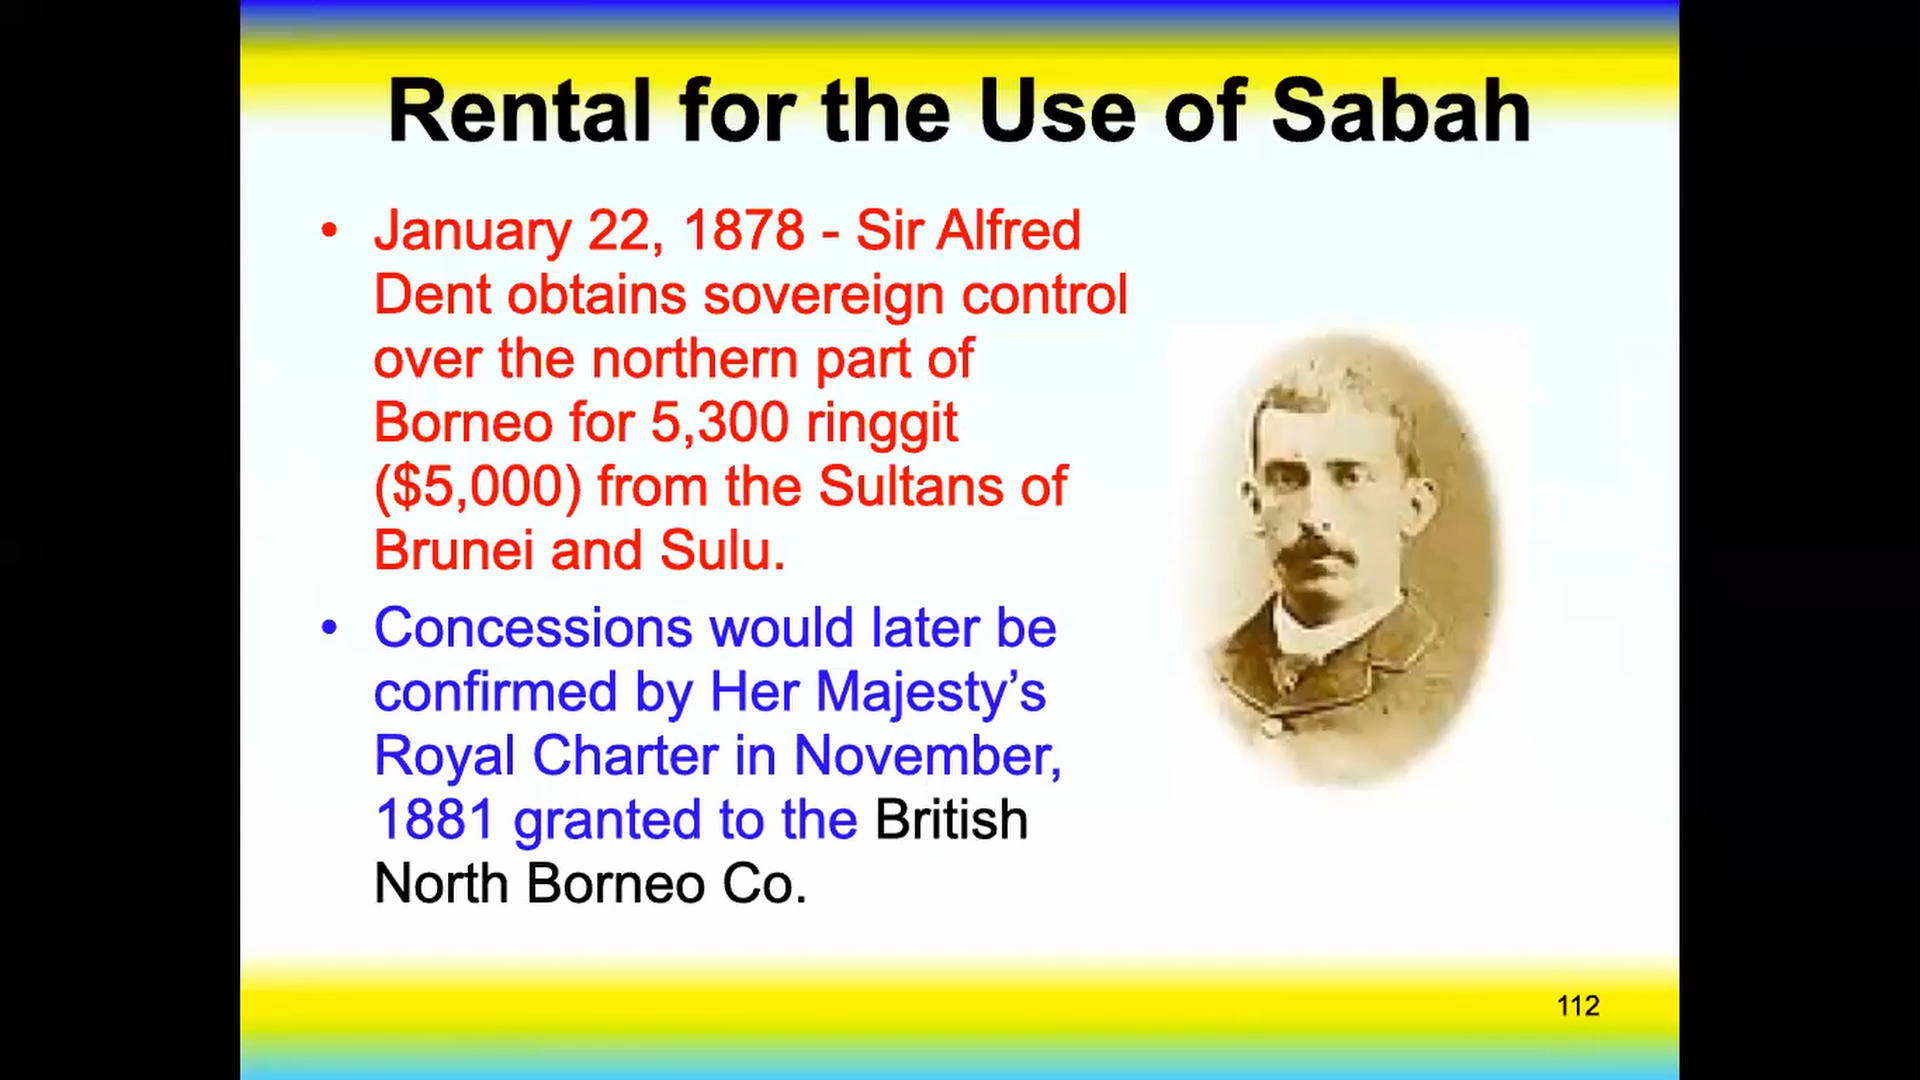 Rental for the Use of Sabah
• January 22, 1878 - Sir Alfred
Dent obtains sovereign control
over the northern part of
Borneo for 5,300 ringgit
($5,000) from the Sultans of
Brunei and Sulu.
• Concessions would later be
confirmed by Her Majesty’s
Royal Charter in November,
1881 granted to the British
North Borneo Co.
112